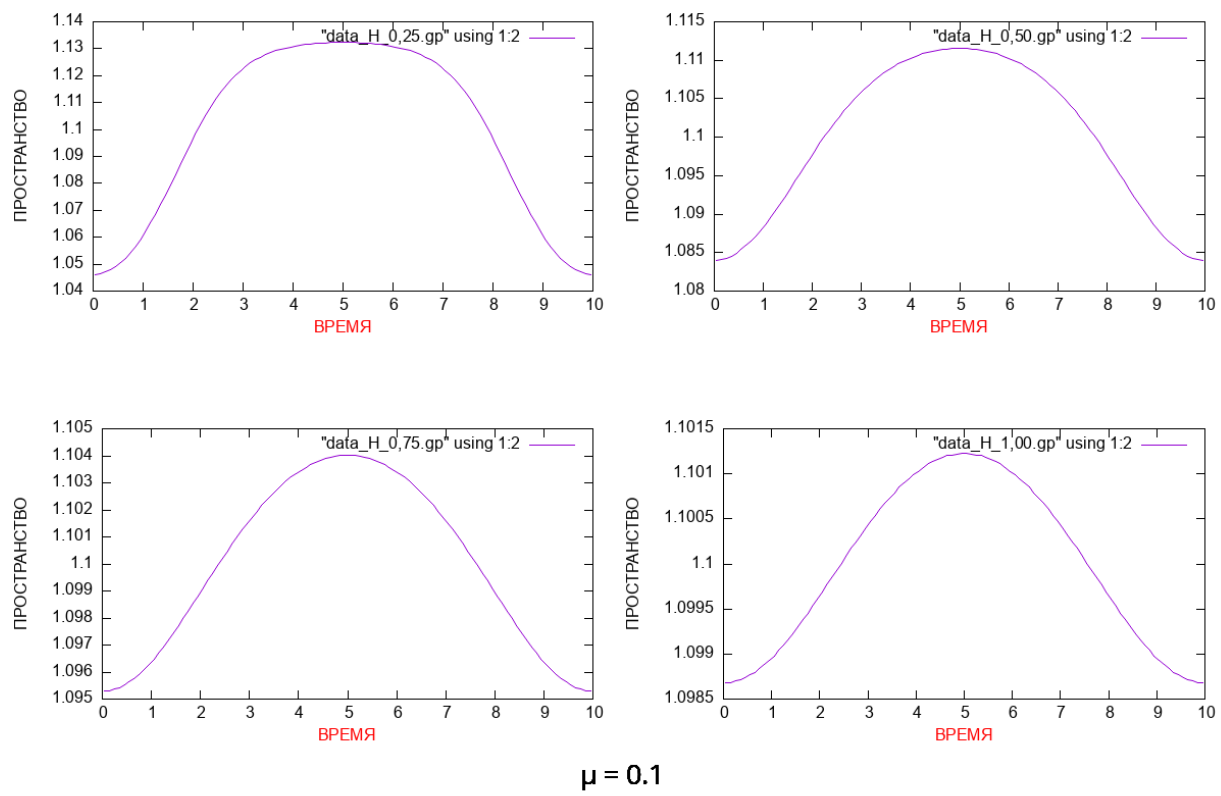 "data_H_0,25.gp" using 1:2
1.14
1.13
1.12
1.11
1.1
1.09
1.08
1.07
1.06
1.05
1.04
0 1 2 3 4 5 6 7 8 9 10
ПРОСТРАНСТВО
ВРЕМЯ
"data_H_0,50.gp" using 1:2
1.115
1.11
1.105
1.1
1.095
1.09
1.085
1.08
0 1 2 3 4 5 6 7 8 9 10
ПРОСТРАНСТВО
ВРЕМЯ
"data_H_0,75.gp" using 1:2
1.105
1.104
1.103
1.102
1.101
1.1
1.099
1.098
1.097
1.096
1.095
0 1 2 3 4 5 6 7 8 9 10
ПРОСТРАНСТВО
ВРЕМЯ
"data_H_1,00.gp" using 1:2
1.1015
1.101
1.1005
1.1
1.0995
1.099
1.0985
0 1 2 3 4 5 6 7 8 9 10
ПРОСТРАНСТВО
ВРЕМЯ
μ = 0.1